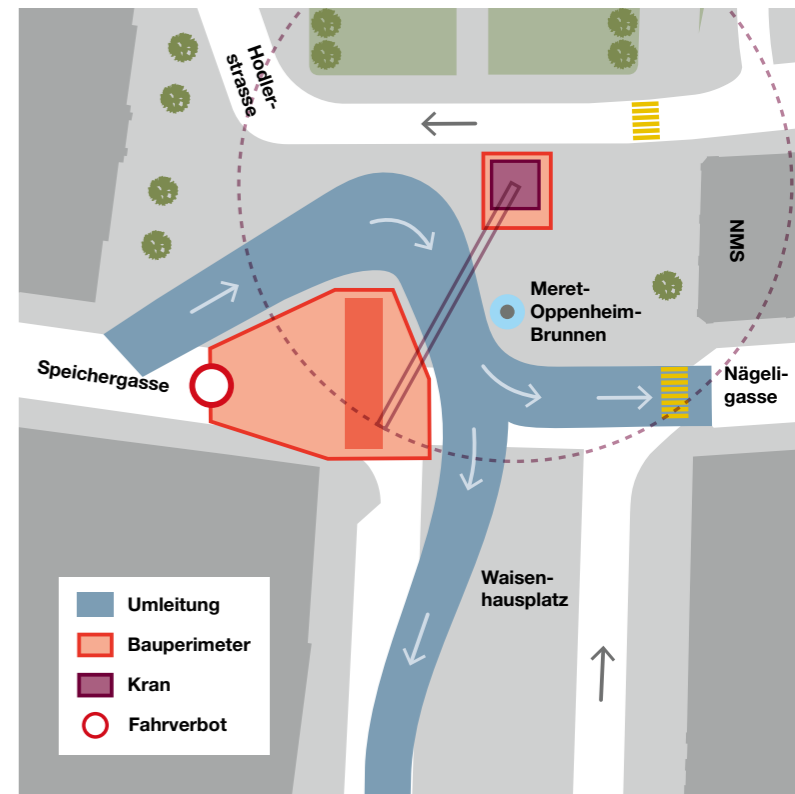 Hodler-
strasse
NMS
Meret-
Oppenheim-
Brunnen
Speichergasse
Nägeli-
gasse
Waisen-
hausplatz
Umleitung
Bauperimeter
Kran
Fahrverbot